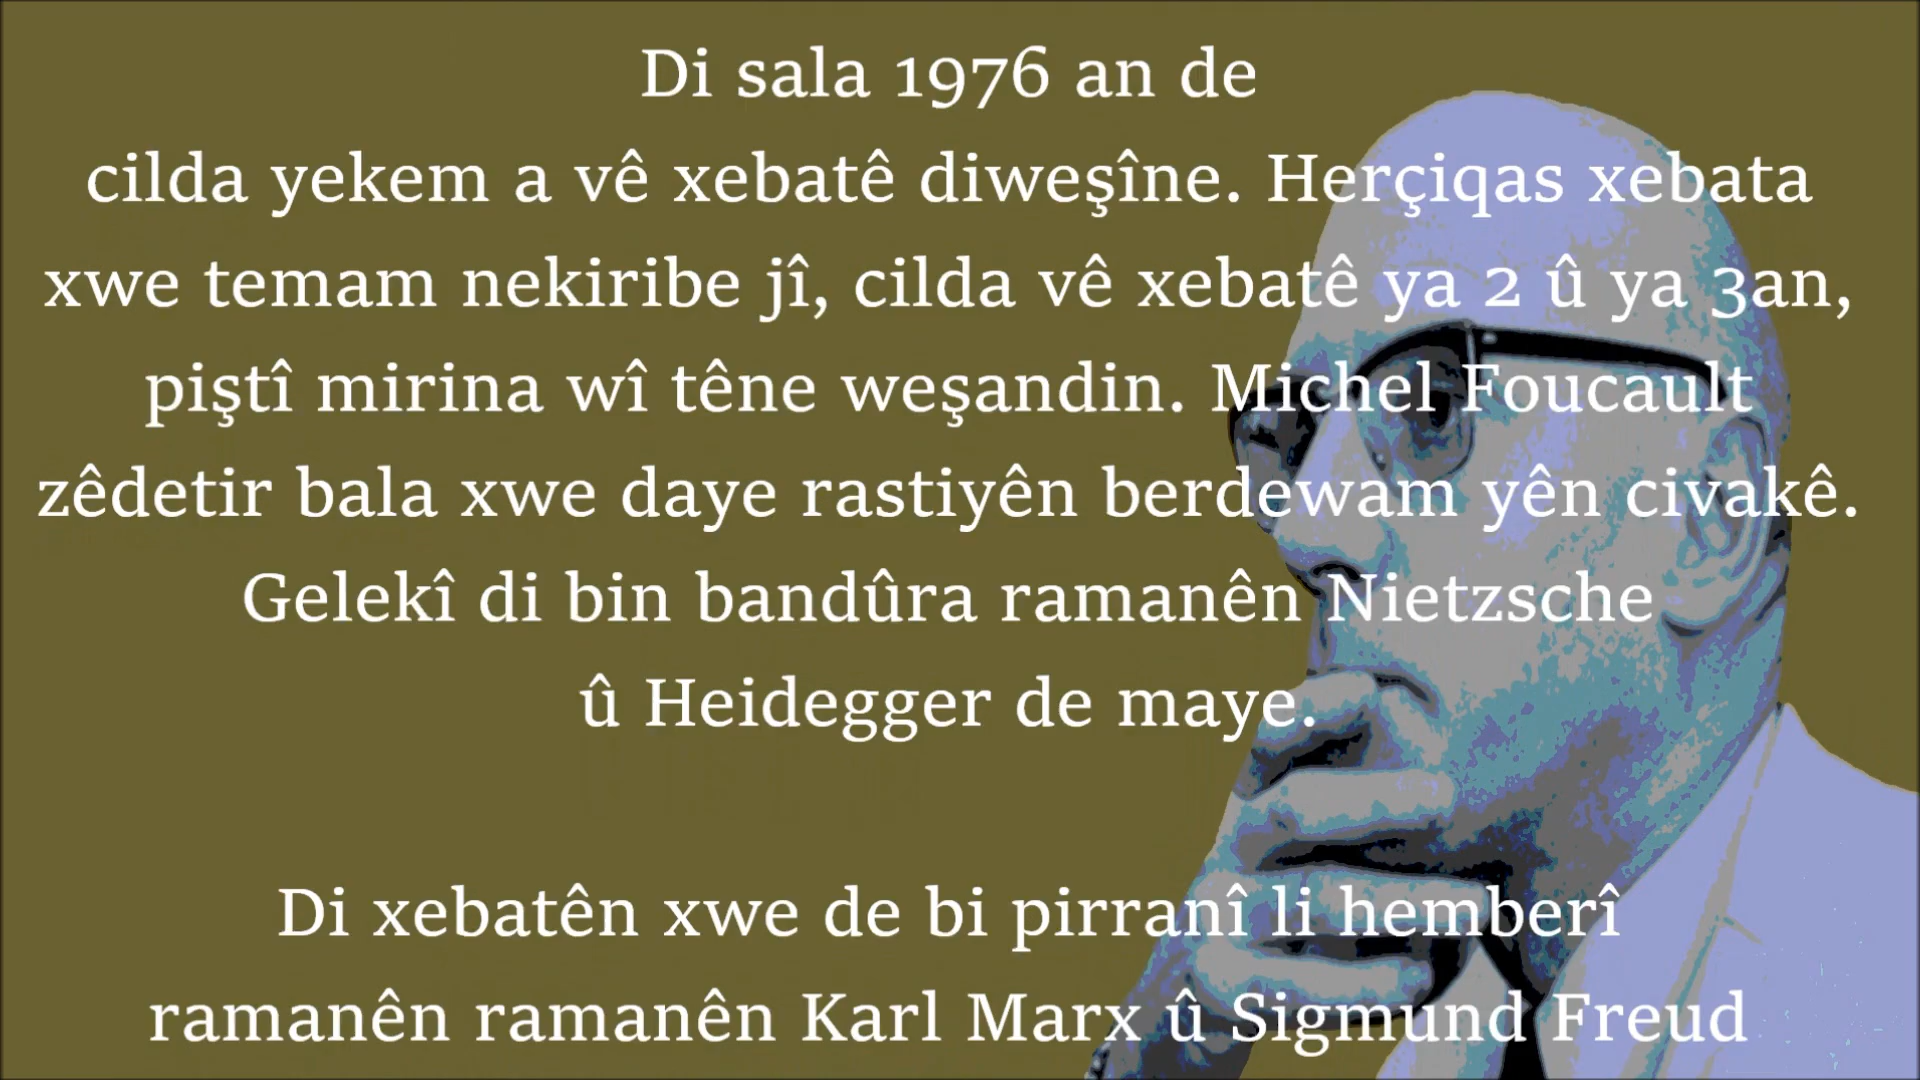 Di sala 1976 an de
cilda yekem a vê xebatê diweşîne. Herçiqas xebata
xwe temam nekiribe jî, cilda vê xebatê ya 2 û ya 3an,
piştî mirina wî têne weşandin. Michel Foucault
zêdetir bala xwe daye rastiyên berdewam yên civakê.
Gelekî di bin bandûra ramanên Nietzsche
û Heidegger de maye.
Di xebatên xwe de bi pirranî li hemberî
ramanên ramanên Karl Marx û Sigmund Freud